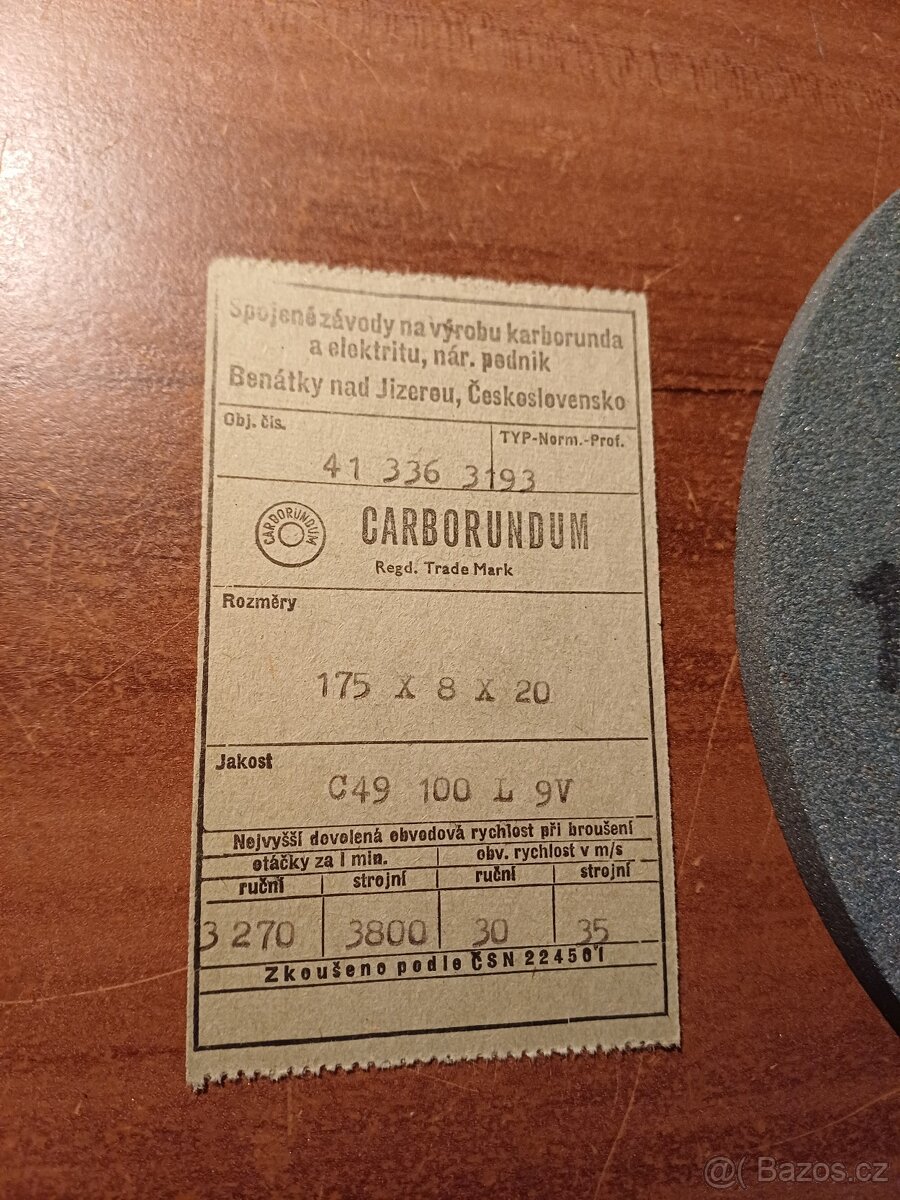 Spojené závody na výrobu karborunda
a elektritu, nár. podnik
Benátky nad Jizerou, Československo
Obj. čís.
TYP-Norm.-Prof.
41 336 3193
CARBORUNDUM
CARBORUNDUM
Regd. Trade Mark
Rozměry
175 X 8 X 20
Jakost
C49 100 L 9V
Nejvyšší dovolená obvodová rychlost při broušení
otáčky za 1 min.
obv. rychlost v m/s
ruční strojní ruční strojní
3 270 3800 30 35
Zkoušeno podle ČSN 224501
@( Bazoš.cz